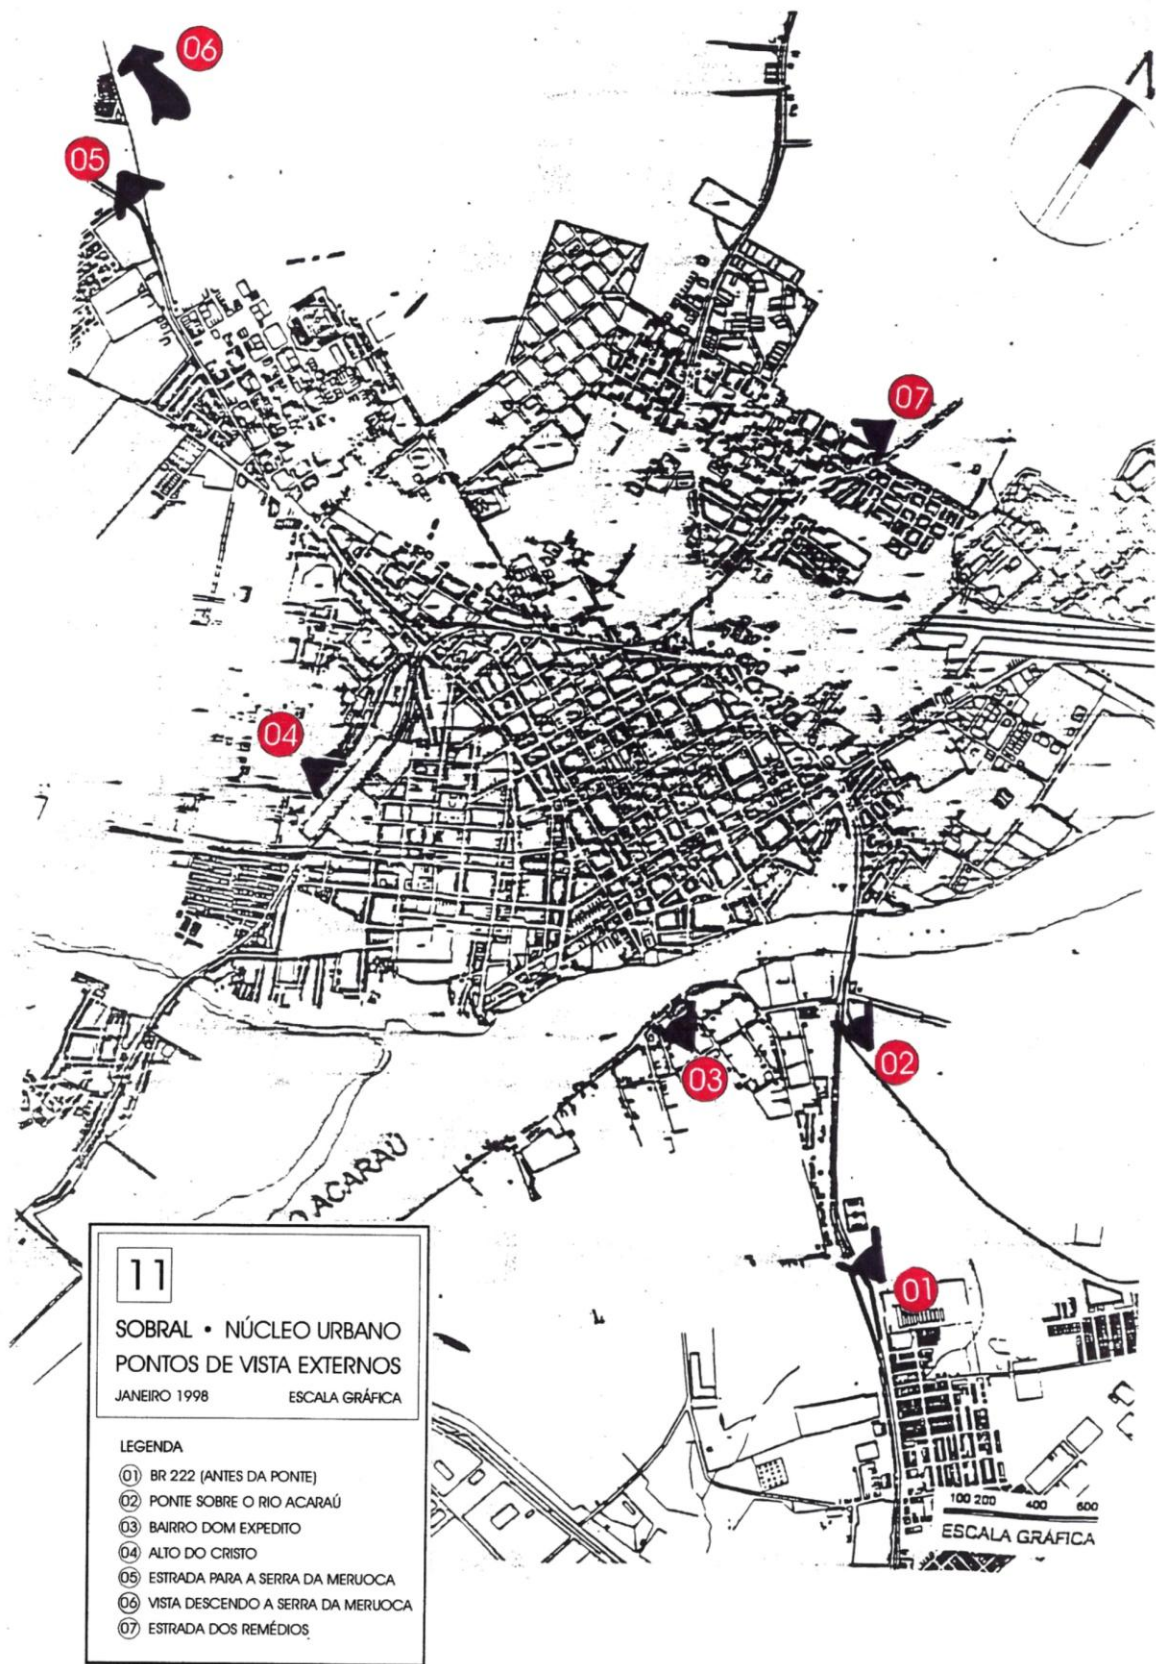 06
05
07
04
02
03
O ACARAÚ
01
11
SOBRAL • NÚCLEO URBANO
PONTOS DE VISTA EXTERNOS
JANEIRO 1998 ESCALA GRÁFICA
LEGENDA
01 BR 222 (ANTES DA PONTE)
02 PONTE SOBRE O RIO ACARAÚ
03 BAIRRO DOM EXPEDITO
04 ALTO DO CRISTO
05 ESTRADA PARA A SERRA DA MERUOCA
06 VISTA DESCENDO A SERRA DA MERUOCA
07 ESTRADA DOS REMÉDIOS
100 200 400 600
ESCALA GRÁFICA